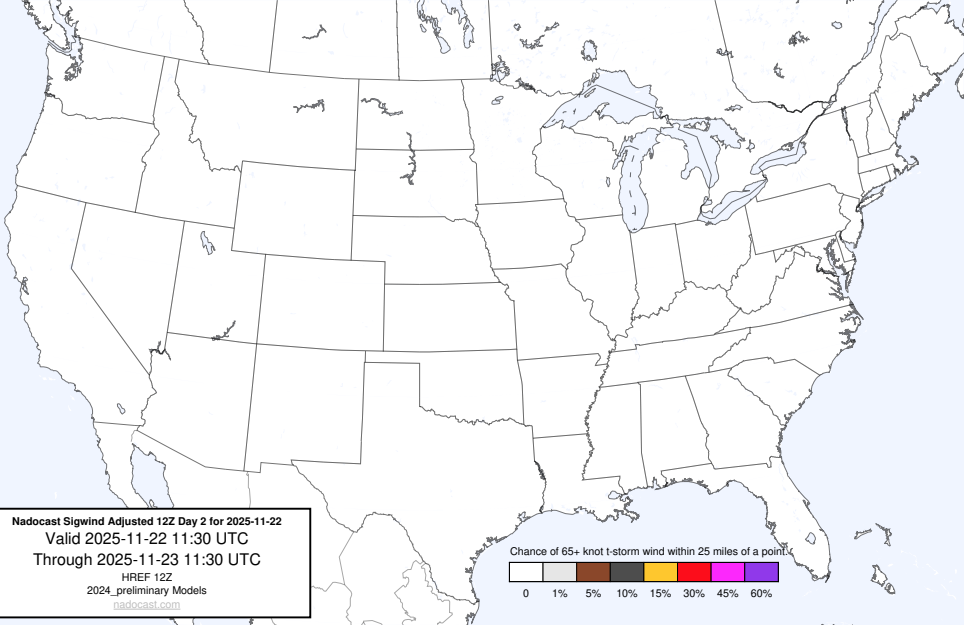 Nadocast Sigwind Adjusted 12Z Day 2 for 2025-11-22
Valid 2025-11-22 11:30 UTC
Through 2025-11-23 11:30 UTC
HREF 12Z
2024_preliminary Models
nadocast.com
Chance of 65+ knot t-storm wind within 25 miles of a point.
0 1% 5% 10% 15% 30% 45% 60%